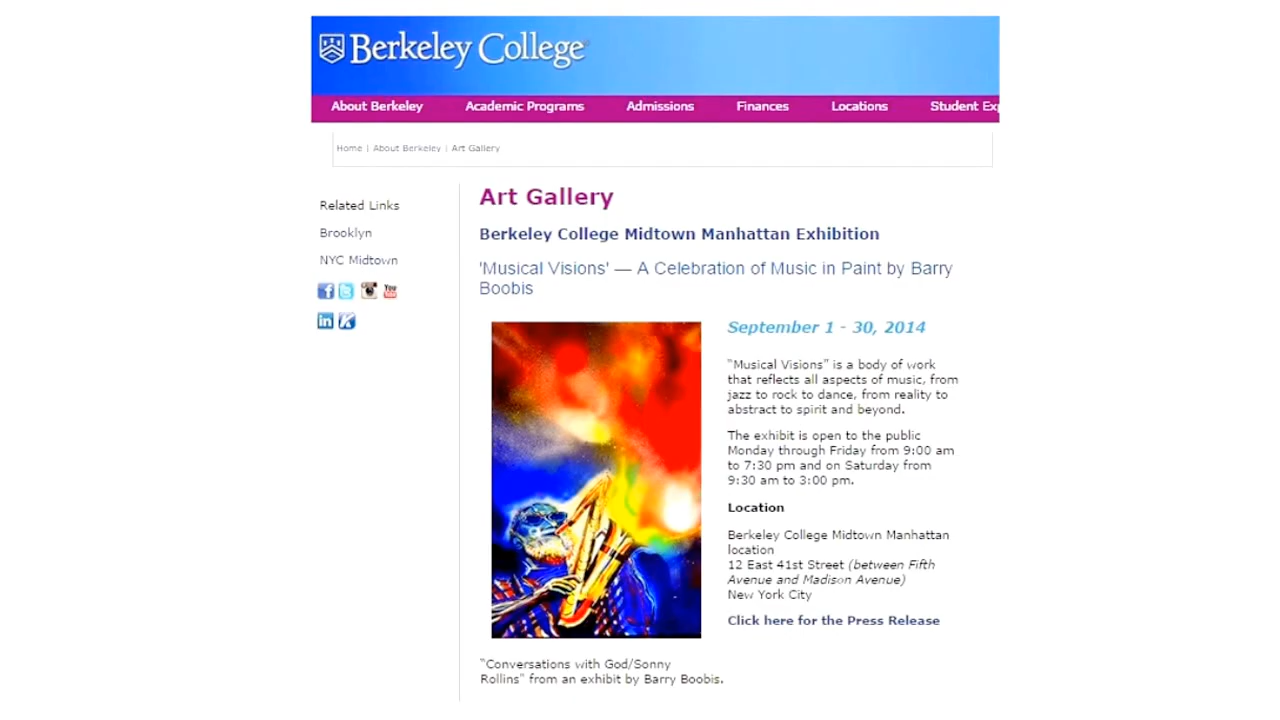 Berkeley College
About Berkeley Academic Programs Admissions Finances Locations Student Exp
Home | About Berkeley | Art Gallery
Related Links
Brooklyn
NYC Midtown
You
Tube
in
Art Gallery
Berkeley College Midtown Manhattan Exhibition
'Musical Visions' — A Celebration of Music in Paint by Barry
Boobis
September 1 - 30, 2014
"Musical Visions" is a body of work
that reflects all aspects of music, from
jazz to rock to dance, from reality to
abstract to spirit and beyond.
The exhibit is open to the public
Monday through Friday from 9:00 am
to 7:30 pm and on Saturday from
9:30 am to 3:00 pm.
Location
Berkeley College Midtown Manhattan
location
12 East 41st Street (between Fifth
Avenue and Madison Avenue)
New York City
Click here for the Press Release
"Conversations with God/Sonny
Rollins" from an exhibit by Barry Boobis.